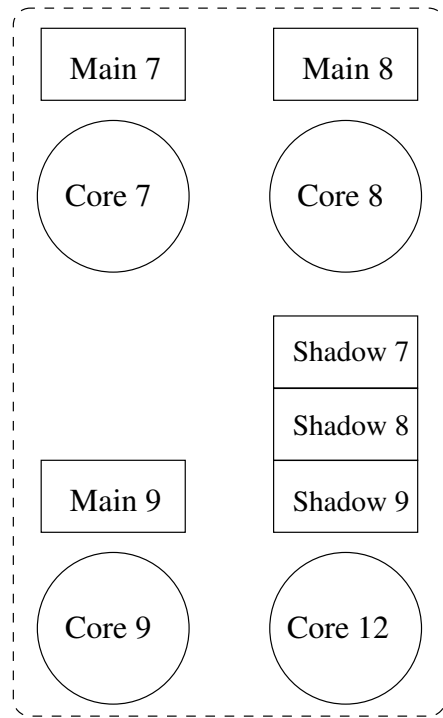 Main 7
Main 8
Core 7
Core 8
Shadow 7
Shadow 8
Main 9
Shadow 9
Core 9
Core 12